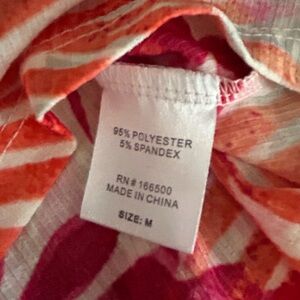 95% POLYESTER
5% SPANDEX
RN# 166500
MADE IN CHINA
SIZE: M